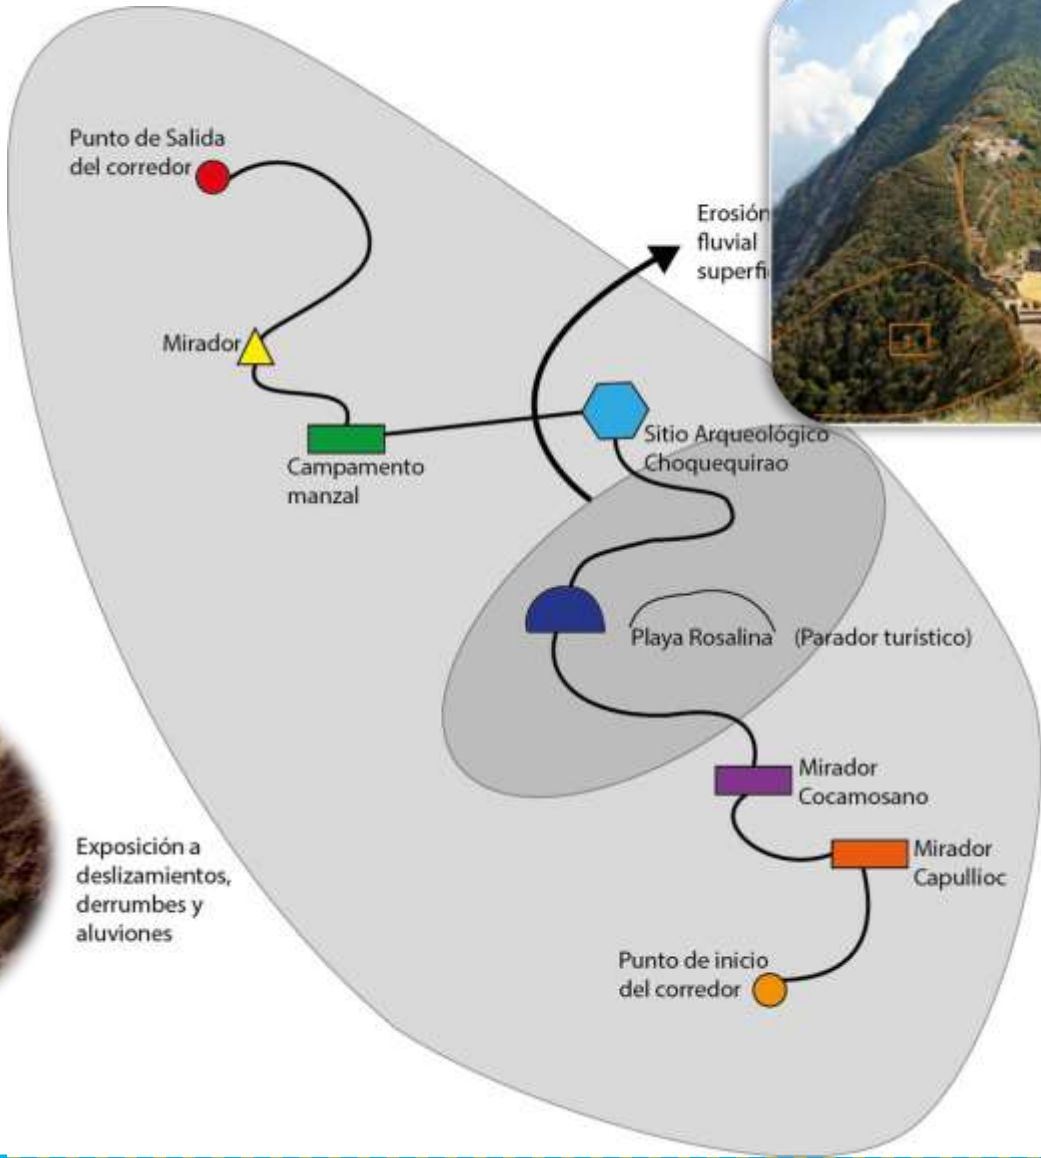 Punto de Salida
del corredor
Erosión
fluvial
Mirador
Sitio Arqueológico
Choquequirao
Campamento
manzal
Playa Rosalina (Parador turístico)
Mirador
Cocamosano
Exposición a
deslizamientos,
derrumbes y
aluviones
Mirador
Capullioc
Punto de inicio
del corredor